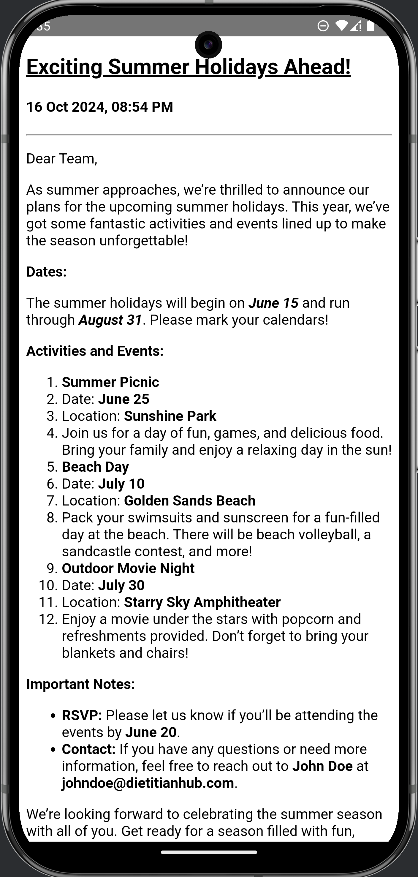 Exciting Summer Holidays Ahead!
16 Oct 2024, 08:54 PM
Dear Team,
As summer approaches, we're thrilled to announce our
plans for the upcoming summer holidays. This year, we've
got some fantastic activities and events lined up to make
the season unforgettable!
Dates:
The summer holidays will begin on June 15 and run
through August 31. Please mark your calendars!
Activities and Events:
1. Summer Picnic
2. Date: June 25
3. Location: Sunshine Park
4. Join us for a day of fun, games, and delicious food.
Bring your family and enjoy a relaxing day in the sun!
5. Beach Day
6. Date: July 10
7. Location: Golden Sands Beach
8. Pack your swimsuits and sunscreen for a fun-filled
day at the beach. There will be beach volleyball, a
sandcastle contest, and more!
9. Outdoor Movie Night
10. Date: July 30
11. Location: Starry Sky Amphitheater
12. Enjoy a movie under the stars with popcorn and
refreshments provided. Don't forget to bring your
blankets and chairs!
Important Notes:
• RSVP: Please let us know if you'll be attending the
events by June 20.
• Contact: If you have any questions or need more
information, feel free to reach out to John Doe at
johndoe@dietitianhub.com.
We're looking forward to celebrating the summer season
with all of you. Get ready for a season filled with fun,